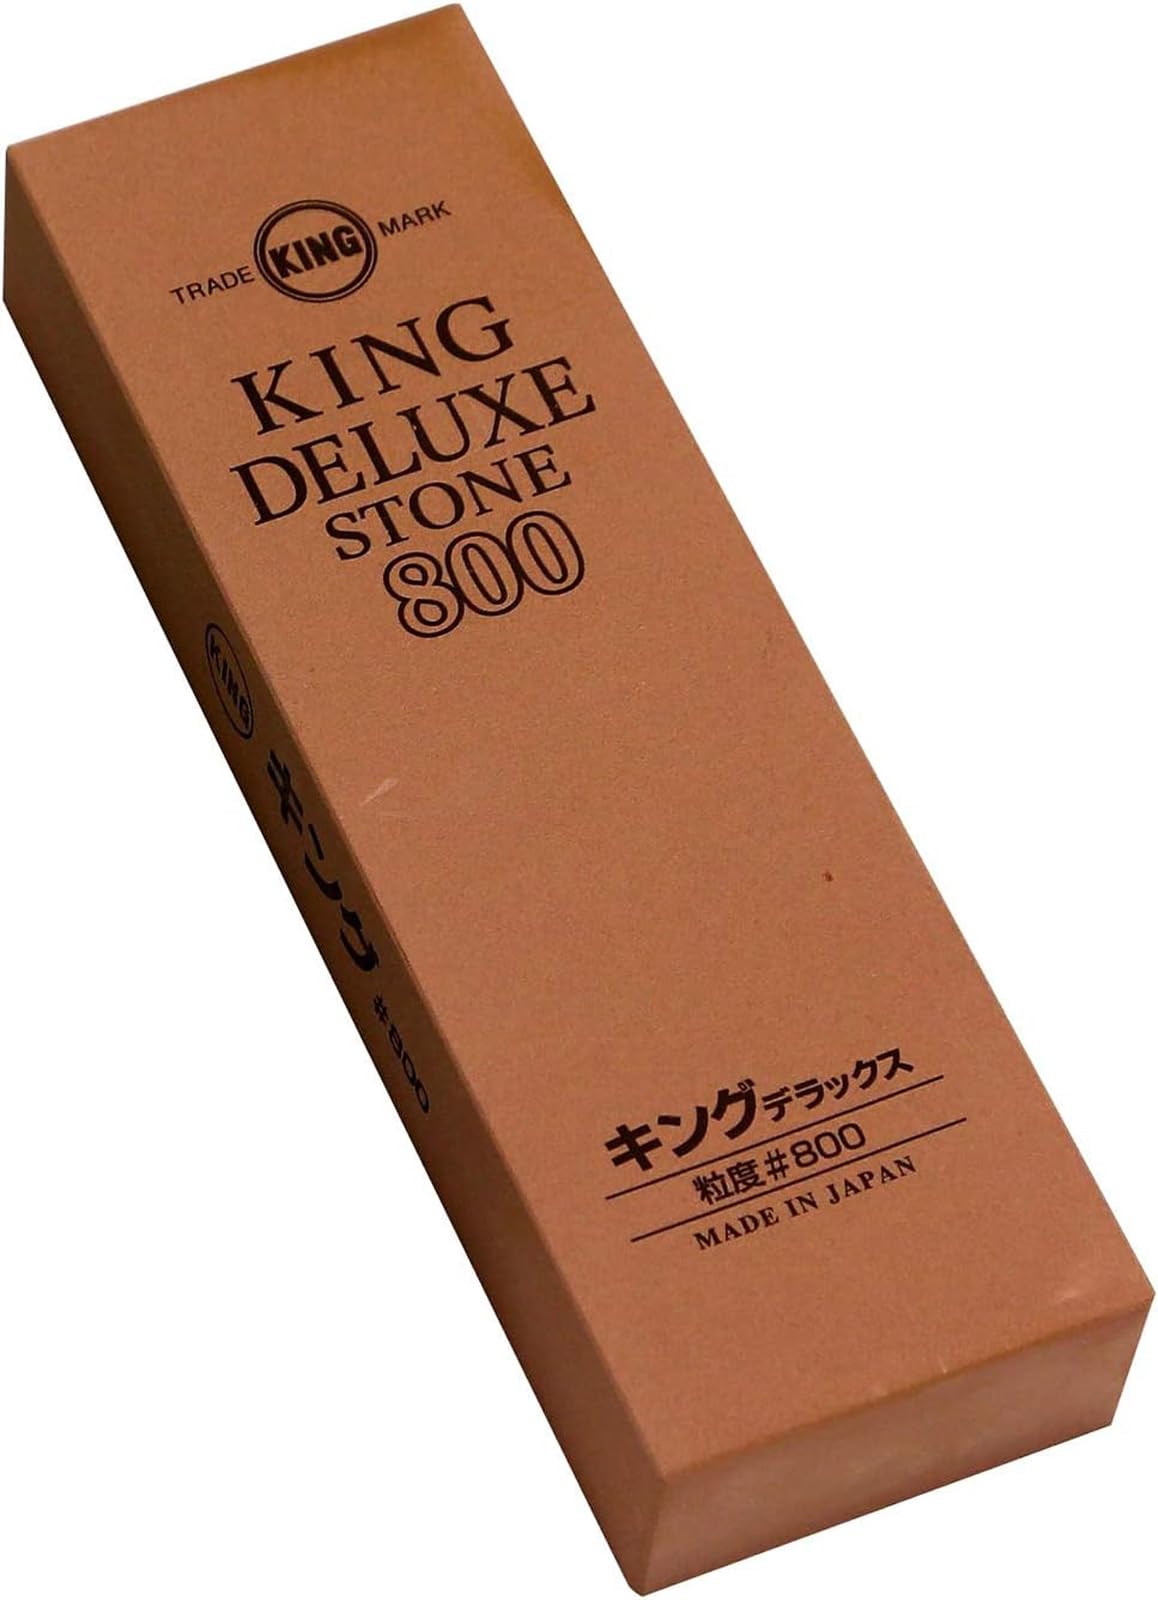 TRADE KING MARK
KING
DELUXE
STONE
800
キングデラックス
粒度#800
MADE IN JAPAN
KING キング #800